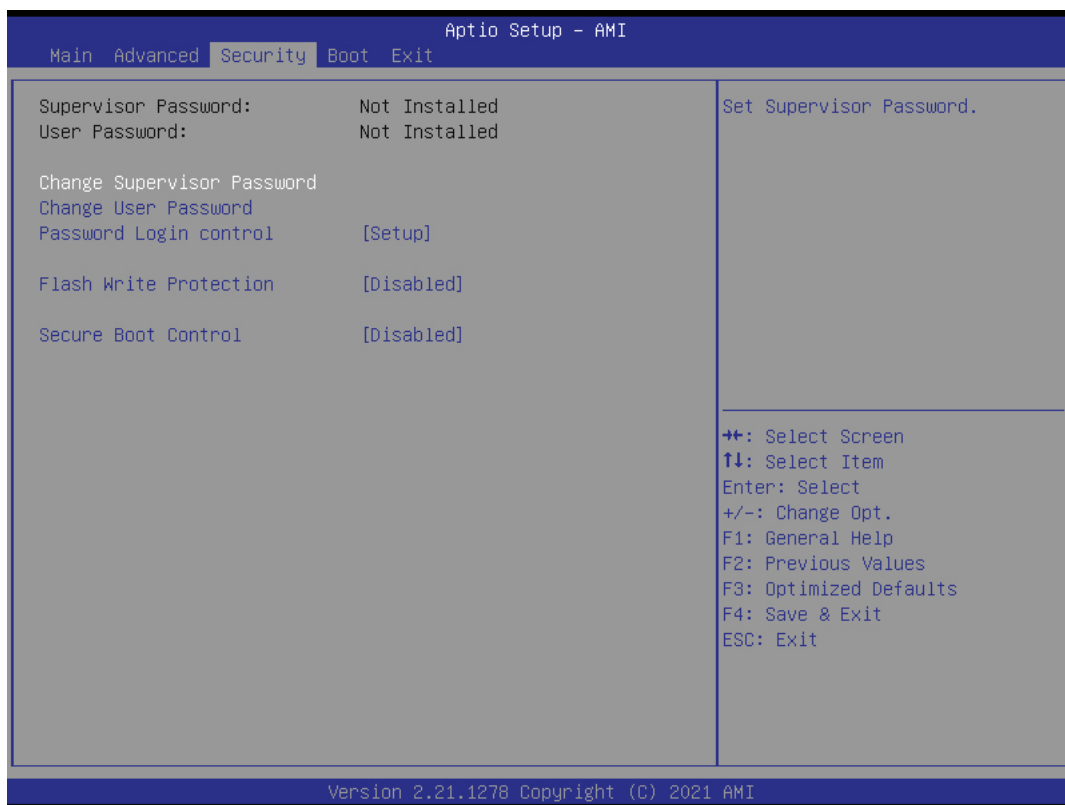 Aptio Setup – AMI
Main Advanced Security Boot Exit
Supervisor Password: Not Installed
User Password: Not Installed
Change Supervisor Password
Change User Password
Password Login control [Setup]
Flash Write Protection [Disabled]
Secure Boot Control [Disabled]
Set Supervisor Password.
→←: Select Screen
↑↓: Select Item
Enter: Select
+/-: Change Opt.
F1: General Help
F2: Previous Values
F3: Optimized Defaults
F4: Save & Exit
ESC: Exit
Version 2.21.1278 Copyright (C) 2021 AMI